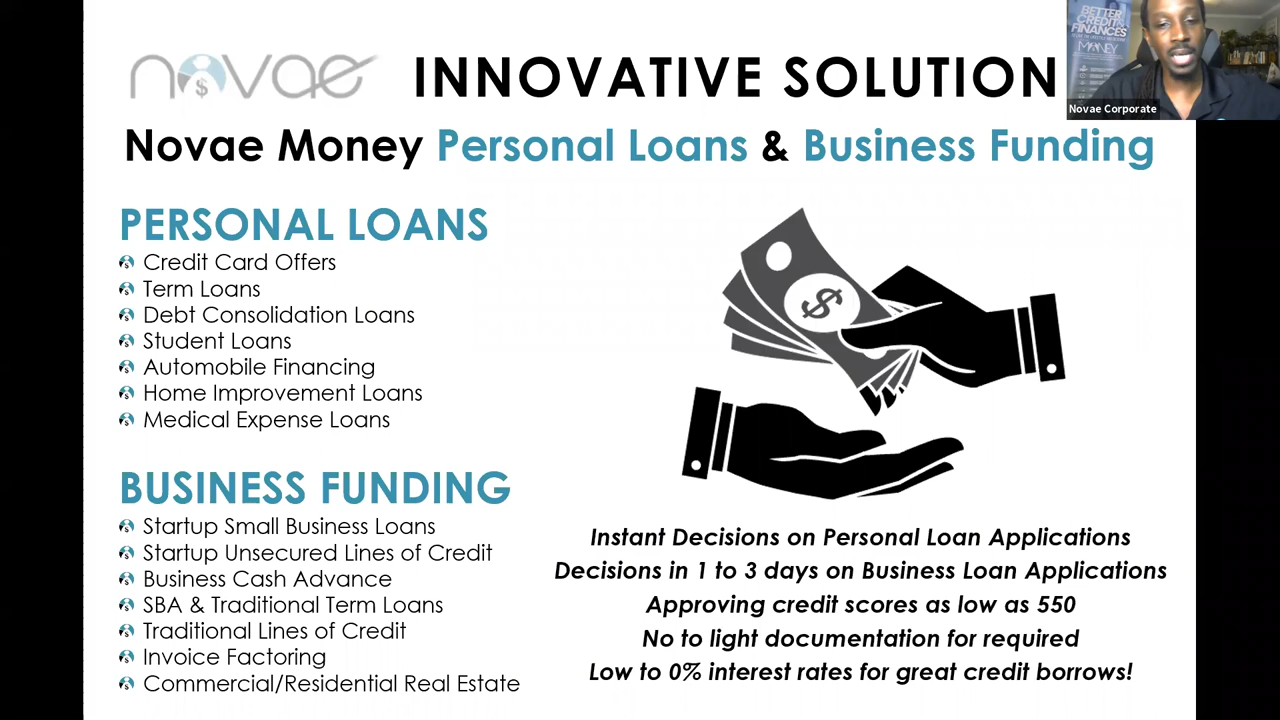 novae INNOVATIVE SOLUTION
BETTER
CREDIT &
FINANCES
MONEY
Novae Corporate
Novae Money Personal Loans & Business Funding
PERSONAL LOANS
Credit Card Offers
Term Loans
Debt Consolidation Loans
Student Loans
Automobile Financing
Home Improvement Loans
Medical Expense Loans
BUSINESS FUNDING
Startup Small Business Loans
Startup Unsecured Lines of Credit
Business Cash Advance
SBA & Traditional Term Loans
Traditional Lines of Credit
Invoice Factoring
Commercial/Residential Real Estate
Instant Decisions on Personal Loan Applications
Decisions in 1 to 3 days on Business Loan Applications
Approving credit scores as low as 550
No to light documentation for required
Low to 0% interest rates for great credit borrows!